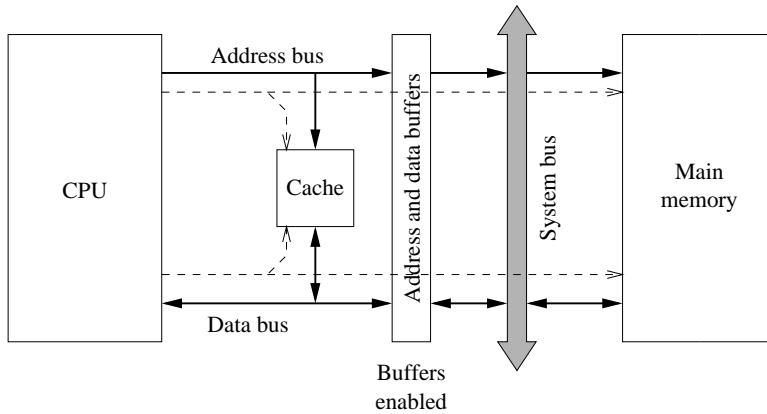 Address bus
CPU
Cache
Address and data buffers
System bus
Main
memory
Data bus
Buffers
enabled